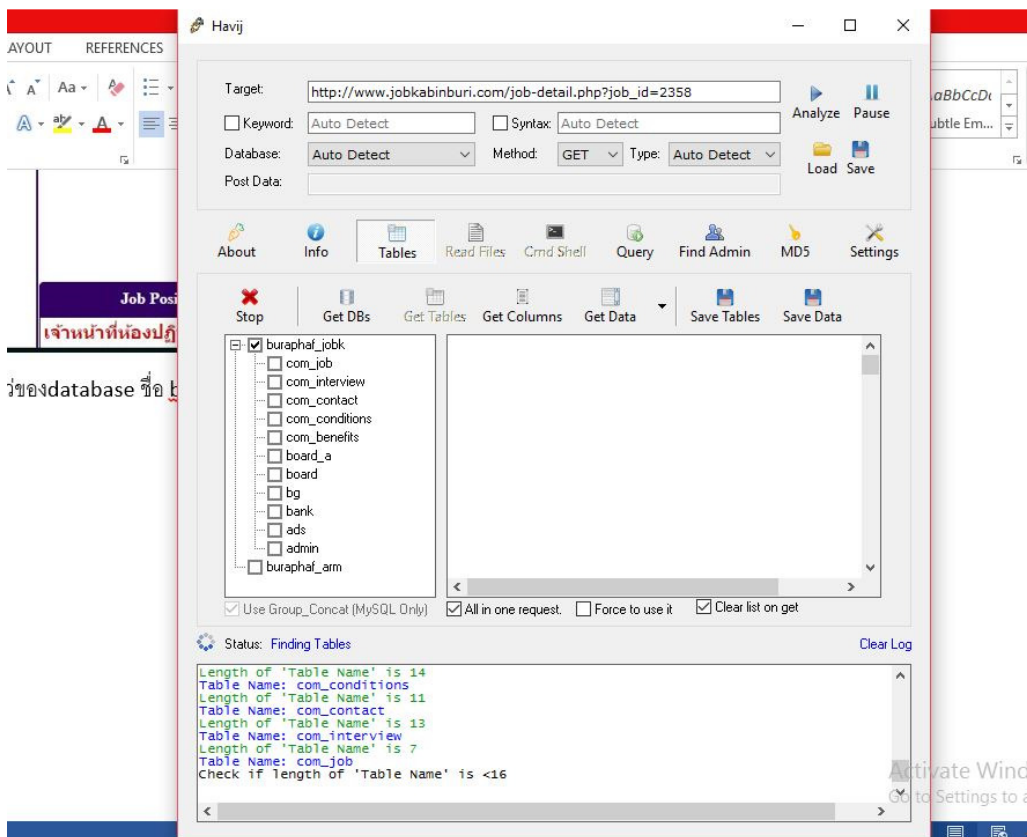 Havij
AYOUT REFERENCES
Aa
Target: http://www.jobkabinburi.com/job-detail.php?job_id=2358
Analyze Pause
Keyword: Auto Detect Syntax: Auto Detect
Database: Auto Detect Method: GET Type: Auto Detect
Load Save
Post Data:
aBbCcDc
ubtle Em...
About Info Tables Read Files Cmd Shell Query Find Admin MD5 Settings
Stop Get DBs Get Tables Get Columns Get Data Save Tables Save Data
Job Posi
เจ้าหน้าที่ห้องปฏิ
ว่ของdatabase ชื่อ b
buraphaf_jobk
com_job
com_interview
com_contact
com_conditions
com_benefits
board_a
board
bg
bank
ads
admin
buraphaf_arm
Use Group_Concat (MySQL Only) All in one request. Force to use it Clear list on get
Status: Finding Tables Clear Log
Length of 'Table Name' is 14
Table Name: com_conditions
Length of 'Table Name' is 11
Table Name: com_contact
Length of 'Table Name' is 13
Table Name: com_interview
Length of 'Table Name' is 7
Table Name: com_job
Check if length of 'Table Name' is <16
Activate Wind
Go to Settings to a